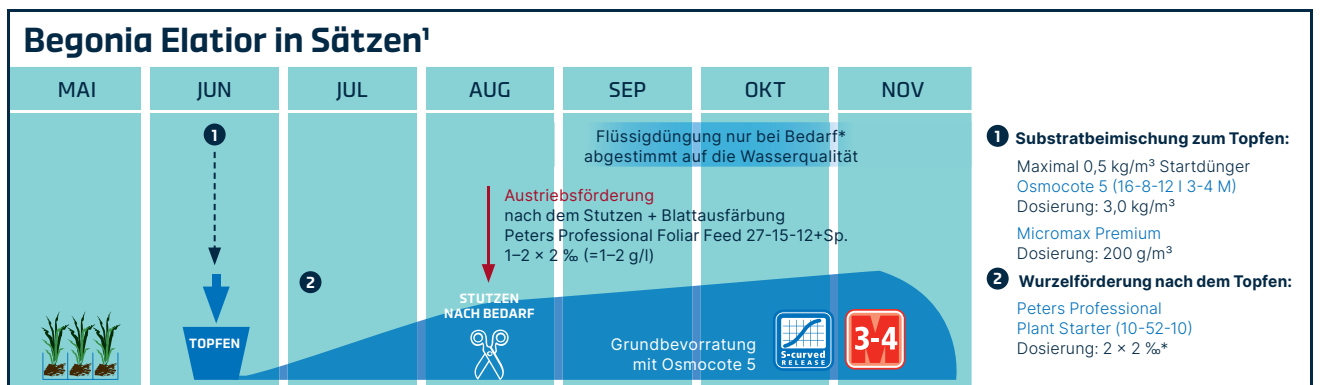 Begonia Elatior in Sätzen¹
MAI
JUN
JUL
AUG
SEP
OKT
NOV
1
Flüssigdüngung nur bei Bedarf*
abgestimmt auf die Wasserqualität
Austriebsförderung
nach dem Stutzen + Blattausfärbung
Peters Professional Foliar Feed 27-15-12+Sp.
1–2 × 2 ‰ (=1–2 g/l)
2
STUTZEN
NACH BEDARF
TOPFEN
Grundbevorratung
mit Osmocote 5
S-curved
RELEASE
3-4
M
1 Substratbeimischung zum Topfen:
Maximal 0,5 kg/m³ Startdünger
Osmocote 5 (16-8-12 I 3-4 M)
Dosierung: 3,0 kg/m³
Micromax Premium
Dosierung: 200 g/m³
2 Wurzelförderung nach dem Topfen:
Peters Professional
Plant Starter (10-52-10)
Dosierung: 2 × 2 ‰*